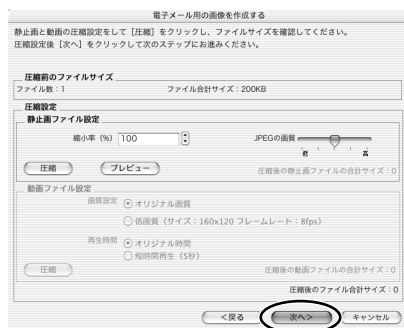 電子メール用の画像を作成する
静止画と動画の圧縮設定をして［圧縮］をクリックし、ファイルサイズを確認してください。
圧縮設定後［次へ］をクリックして次のステップにお進みください。
圧縮前のファイルサイズ
ファイル数：1 ファイル合計サイズ：200KB
圧縮設定
静止画ファイル設定
縮小率（%） 100 JPEGの画質
低 高
圧縮 プレビュー 圧縮後の静止画ファイルの合計サイズ：0
動画ファイル設定
画質設定 オリジナル画質
低画質（サイズ：160x120 フレームレート：8fps）
再生時間 オリジナル時間
短時間再生（5秒）
圧縮 圧縮後の動画ファイルの合計サイズ：0
圧縮後のファイル合計サイズ：0
<戻る 次へ> キャンセル